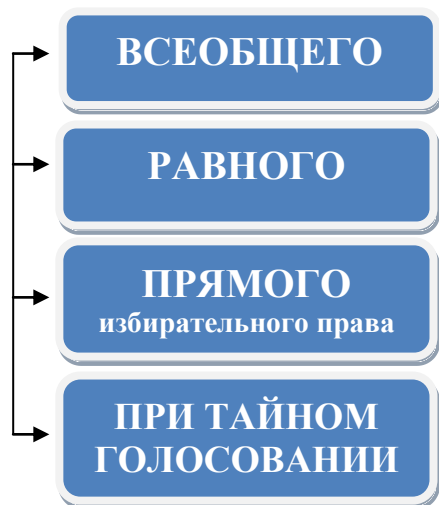 ВСЕОБЩЕГО
РАВНОГО
ПРЯМОГО
избирательного права
ПРИ ТАЙНОМ
ГОЛОСОВАНИИ